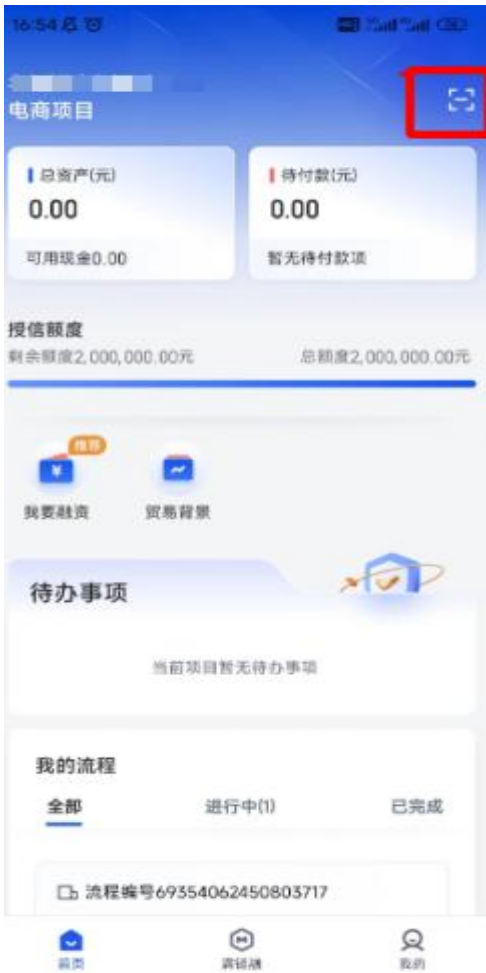 16:54
电商项目
总资产(元)
0.00
可用现金0.00
待付款(元)
0.00
暂无待付款项
授信额度
剩余额度2,000,000.00元
总额度2,000,000.00元
推荐
我要融资
贸易背景
待办事项
当前项目暂无待办事项
我的流程
全部
进行中(1)
已完成
流程编号69354062450803717
首页
我的